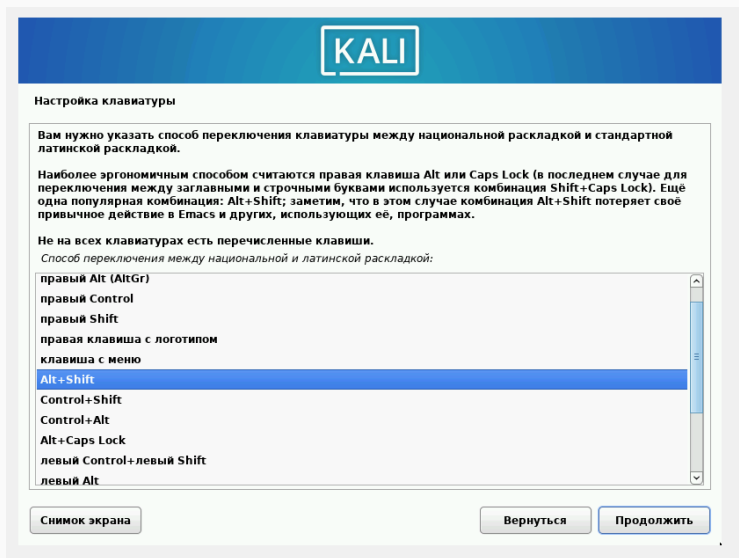 KALI
Настройка клавиатуры
Вам нужно указать способ переключения клавиатуры между национальной раскладкой и стандартной
латинской раскладкой.
Наиболее эргономичным способом считаются правая клавиша Alt или Caps Lock (в последнем случае для
переключения между заглавными и строчными буквами используется комбинация Shift+Caps Lock). Ещё
одна популярная комбинация: Alt+Shift; заметим, что в этом случае комбинация Alt+Shift потеряет своё
привычное действие в Emacs и других, использующих её, программах.
Не на всех клавиатурах есть перечисленные клавиши.
Способ переключения между национальной и латинской раскладкой:
правый Alt (AltGr)
правый Control
правый Shift
правая клавиша с логотипом
клавиша с меню
Alt+Shift
Control+Shift
Control+Alt
Alt+Caps Lock
левый Control+левый Shift
левый Alt
Снимок экрана
Вернуться
Продолжить